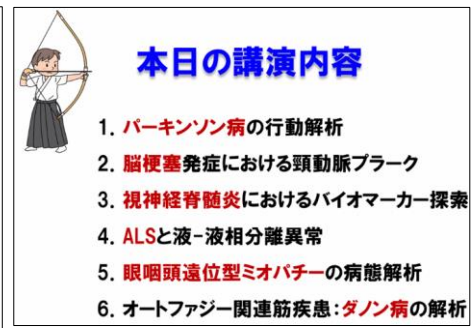 本日の講演内容
1. パーキンソン病の行動解析
2. 脳梗塞発症における頸動脈プラーク
3. 視神経脊髄炎におけるバイオマーカー探索
4. ALSと液-液相分離異常
5. 眼咽頭遠位型ミオパチーの病態解析
6. オートファジー関連筋疾患:ダノン病の解析